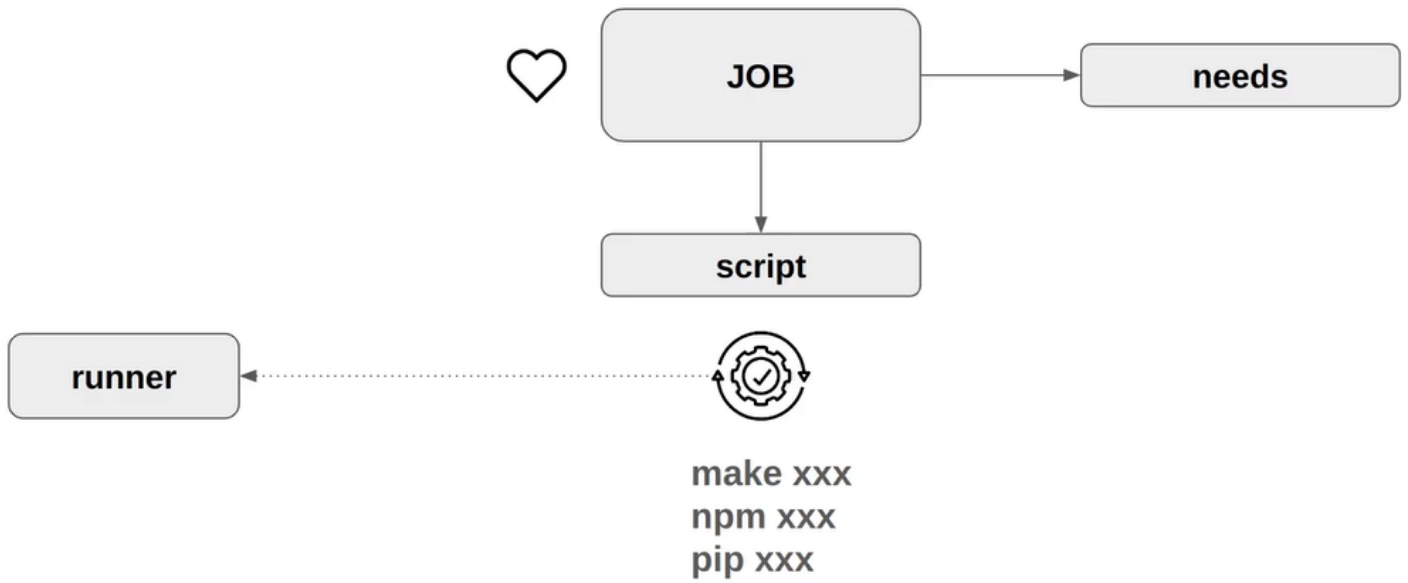 JOB
needs
script
runner
make xxx
npm xxx
pip xxx